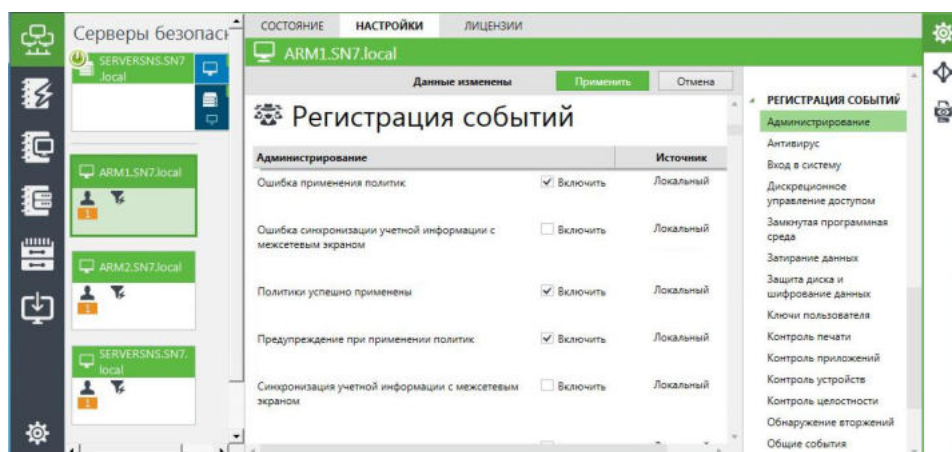 СОСТОЯНИЕ НАСТРОЙКИ ЛИЦЕНЗИИ
Серверы безопасн
SERVERSNS.SN7
.local
ARM1.SN7.local
1
ARM2.SN7.local
1
SERVERSNS.SN7.
local
1
ARM1.SN7.local
Данные изменены Применить Отмена
Регистрация событий
Администрирование Источник
Ошибка применения политик Включить Локальный
Ошибка синхронизации учетной информации с
межсетевым экраном Включить Локальный
Политики успешно применены Включить Локальный
Предупреждение при применении политик Включить Локальный
Синхронизация учетной информации с межсетевым
экраном Включить Локальный
РЕГИСТРАЦИЯ СОБЫТИЙ
Администрирование
Антивирус
Вход в систему
Дискреционное
управление доступом
Замкнутая программная
среда
Затирание данных
Защита диска и
шифрование данных
Ключи пользователя
Контроль печати
Контроль приложений
Контроль устройств
Контроль целостности
Обнаружение вторжений
Общие события